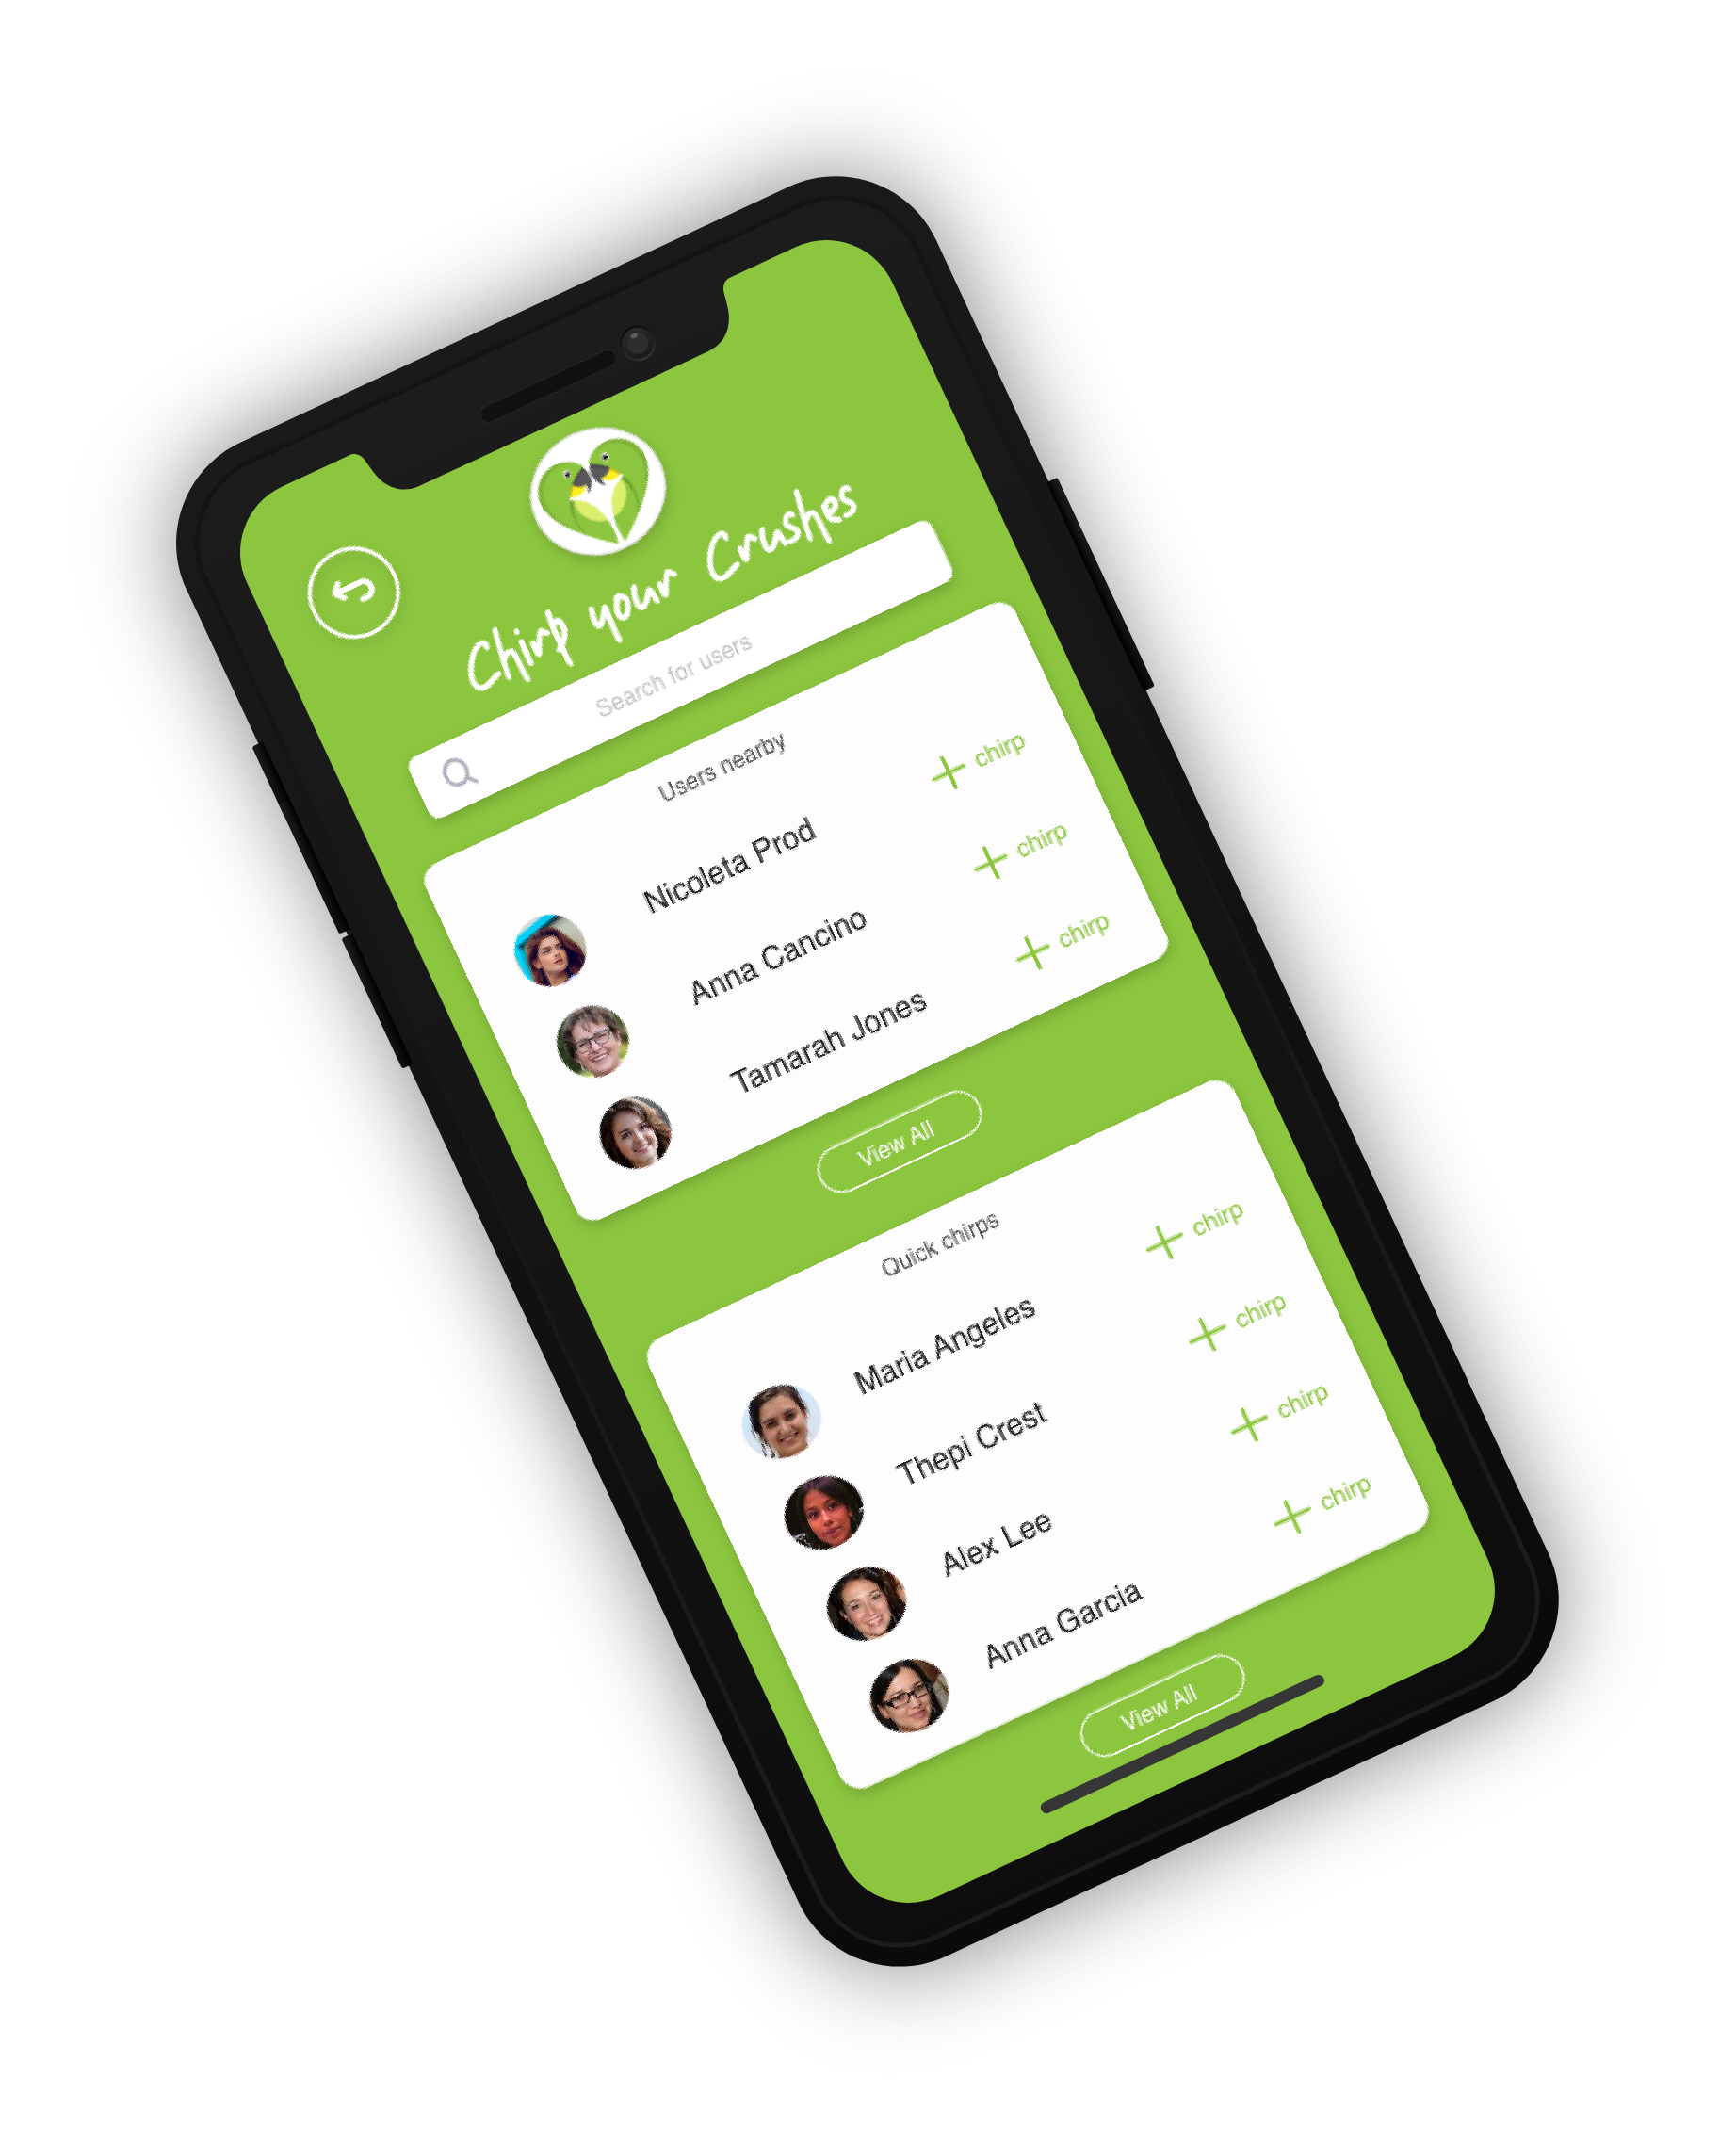 Chirp your Crushes
Search for users
Users nearby
Nicoleta Prod + chirp
Anna Cancino + chirp
Tamarah Jones + chirp
View All
Quick chirps
Maria Angeles + chirp
Thepi Crest + chirp
Alex Lee + chirp
Anna Garcia + chirp
View All